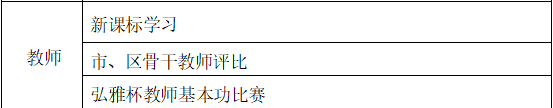 新课标学习
教师
市、区骨干教师评比
弘雅杯教师基本功比赛